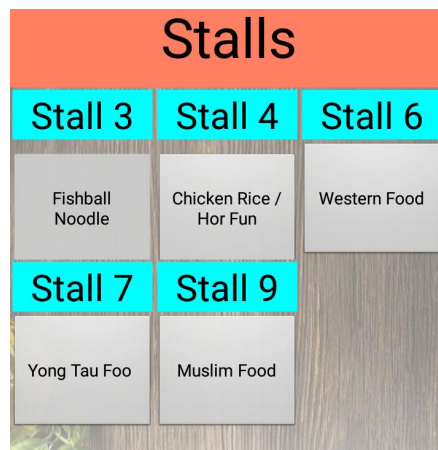 Stalls
Stall 3
Stall 4
Stall 6
Fishball
Noodle
Chicken Rice /
Hor Fun
Western Food
Stall 7
Stall 9
Yong Tau Foo
Muslim Food